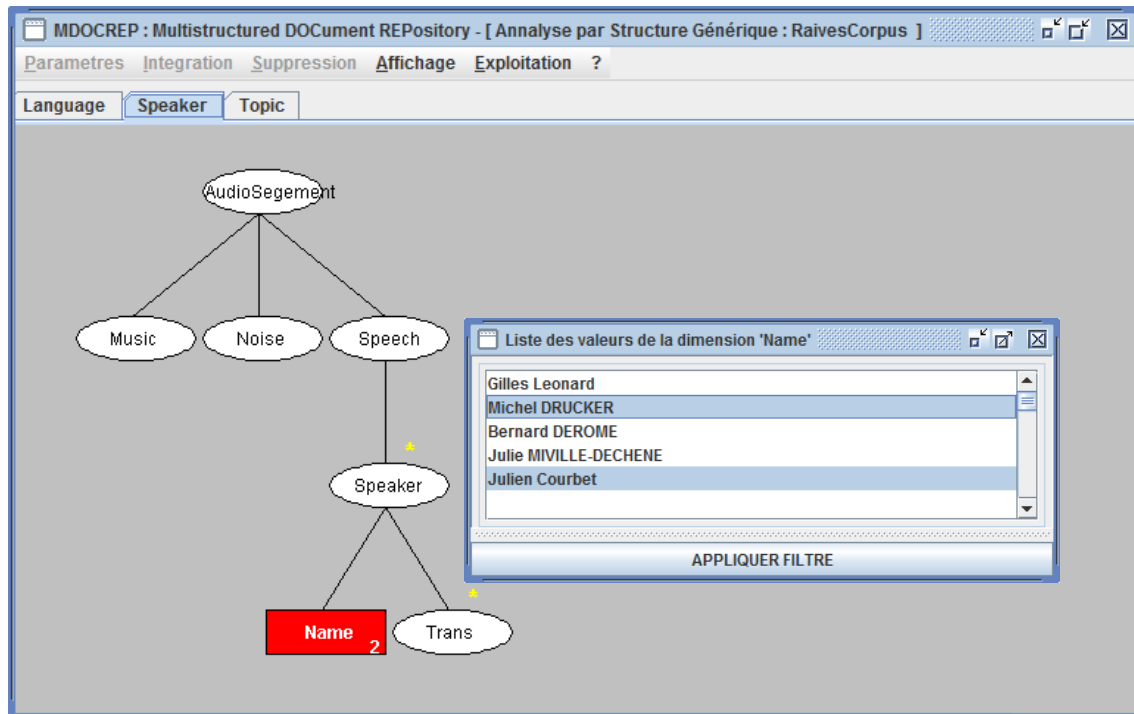 MDOCREP : Multistructured DOCument REPository - [ Annalyse par Structure Générique : RaivesCorpus ]
Parametres Integration Suppression Affichage Exploitation ?
Language Speaker Topic
AudioSegement
Music Noise Speech
Liste des valeurs de la dimension 'Name'
Gilles Leonard
Michel DRUCKER
Bernard DEROME
Julie MIVILLE-DECHENE
Julien Courbet
*
Speaker
APPLIQUER FILTRE
*
Name 2 Trans